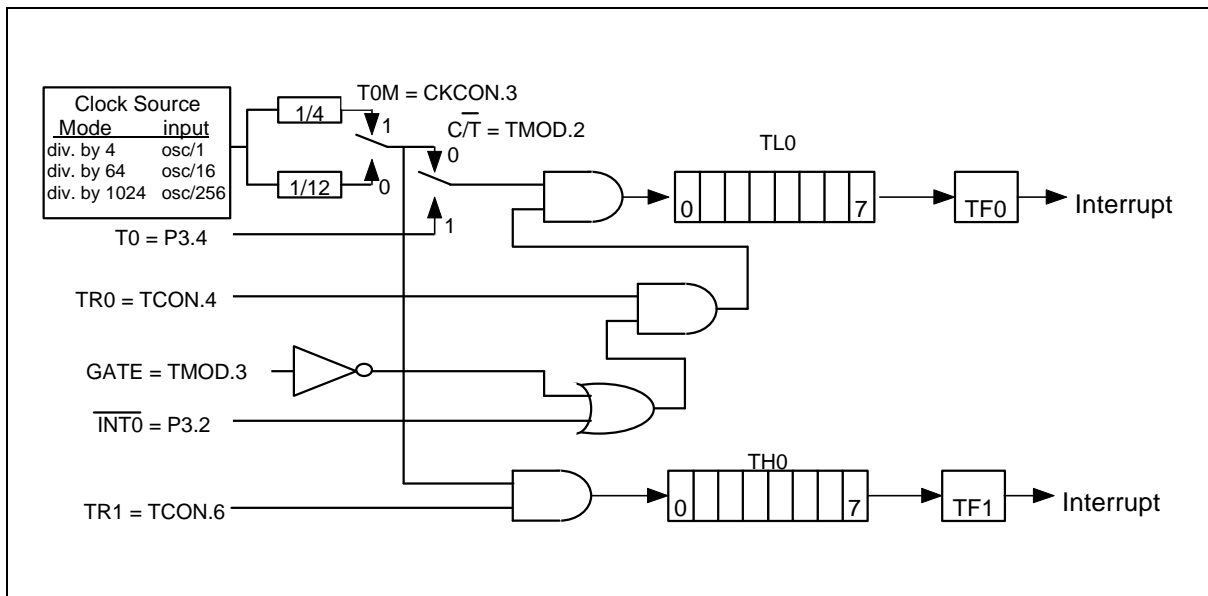 Clock Source
Mode input
div. by 4 osc/1
div. by 64 osc/16
div. by 1024 osc/256
1/4
1/12
T0M = CKCON.3
1
0
C/T̅ = TMOD.2
0
1
T0 = P3.4
TL0
0 7
TF0
Interrupt
TR0 = TCON.4
GATE = TMOD.3
I̅N̅T̅0̅ = P3.2
TR1 = TCON.6
TH0
0 7
TF1
Interrupt